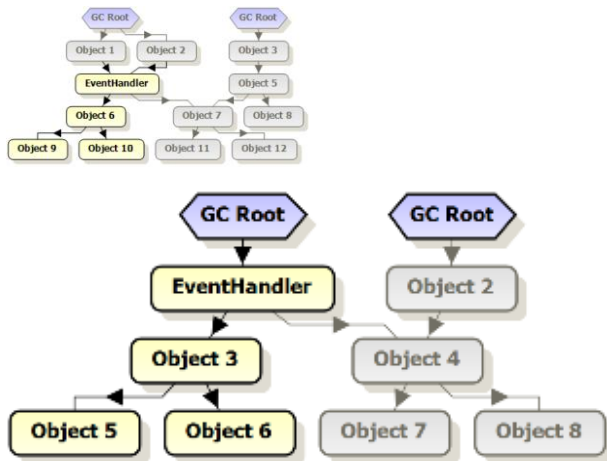 GC Root GC Root
Object 1 Object 2 Object 3
EventHandler Object 5
Object 6 Object 7 Object 8
Object 9 Object 10 Object 11 Object 12
GC Root GC Root
EventHandler Object 2
Object 3 Object 4
Object 5 Object 6 Object 7 Object 8